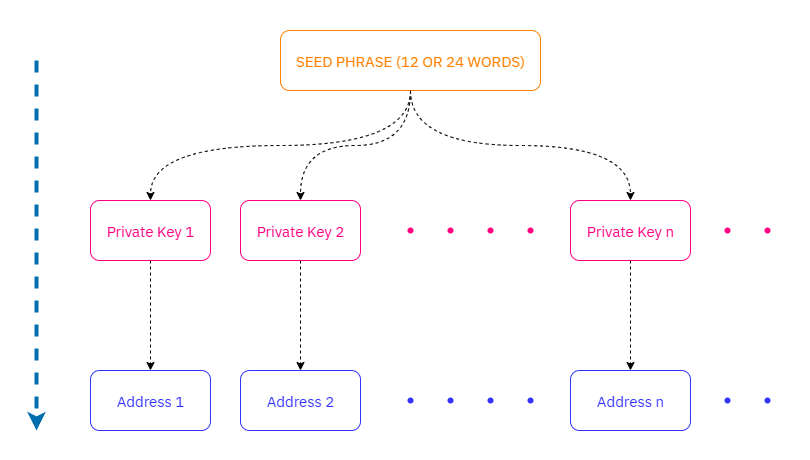 SEED PHRASE (12 OR 24 WORDS)
Private Key 1
Private Key 2
Private Key n
Address 1
Address 2
Address n